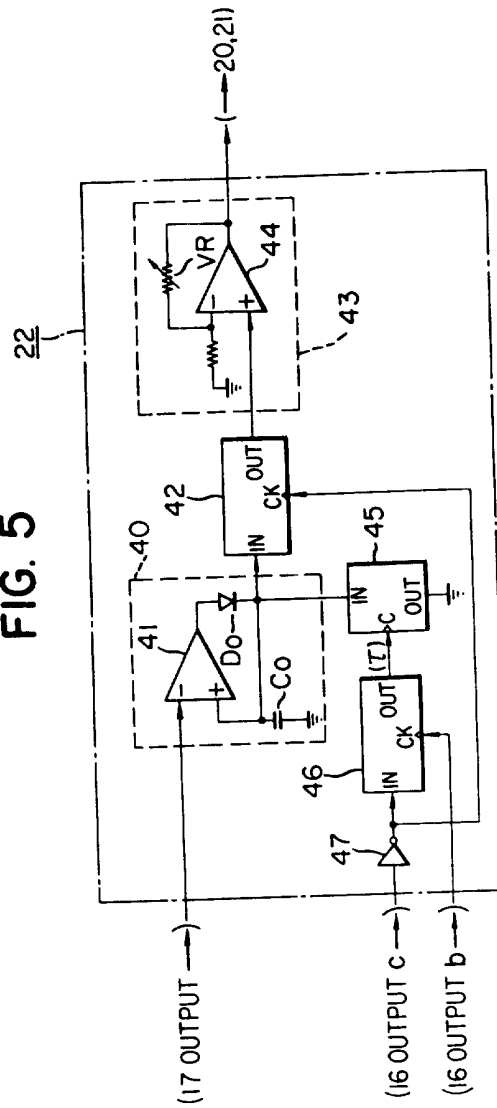 FIG. 5
22
40
41
Do
Co
IN
42
OUT
CK
VR
44
43
20,21)
(17 OUTPUT
45
IN
C
OUT
(τ)
46
IN
OUT
CK
47
(16 OUTPUT c
(16 OUTPUT b